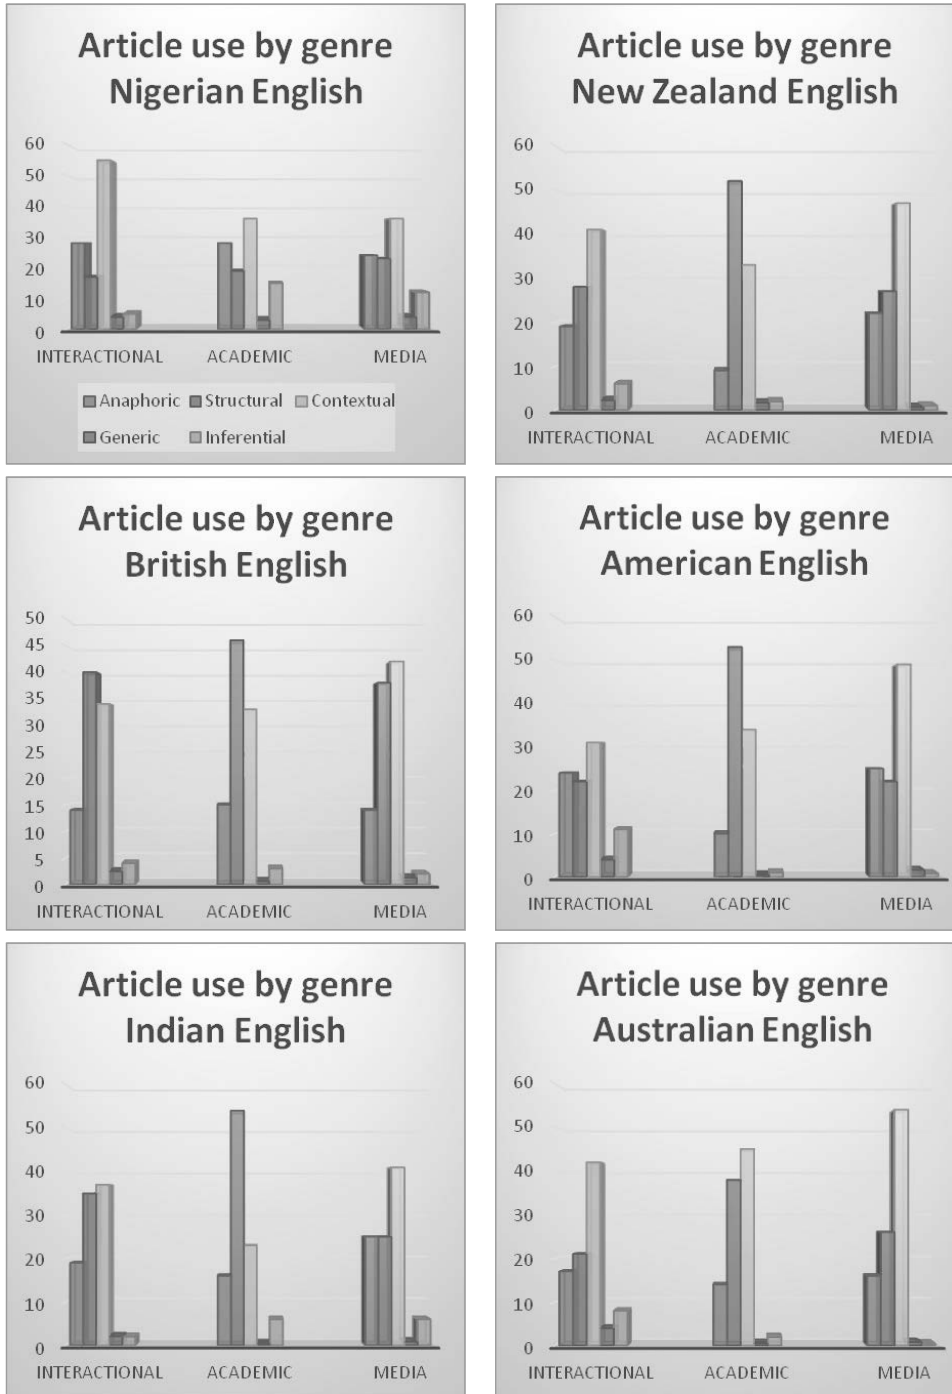 Article use by genre
Nigerian English
60
50
40
30
20
10
0
INTERACTIONAL ACADEMIC MEDIA
Anaphoric Structural Contextual
Generic Inferential
Article use by genre
New Zealand English
60
50
40
30
20
10
0
INTERACTIONAL ACADEMIC MEDIA
Article use by genre
British English
50
45
40
35
30
25
20
15
10
5
0
INTERACTIONAL ACADEMIC MEDIA
Article use by genre
American English
60
50
40
30
20
10
0
INTERACTIONAL ACADEMIC MEDIA
Article use by genre
Indian English
60
50
40
30
20
10
0
INTERACTIONAL ACADEMIC MEDIA
Article use by genre
Australian English
60
50
40
30
20
10
0
INTERACTIONAL ACADEMIC MEDIA